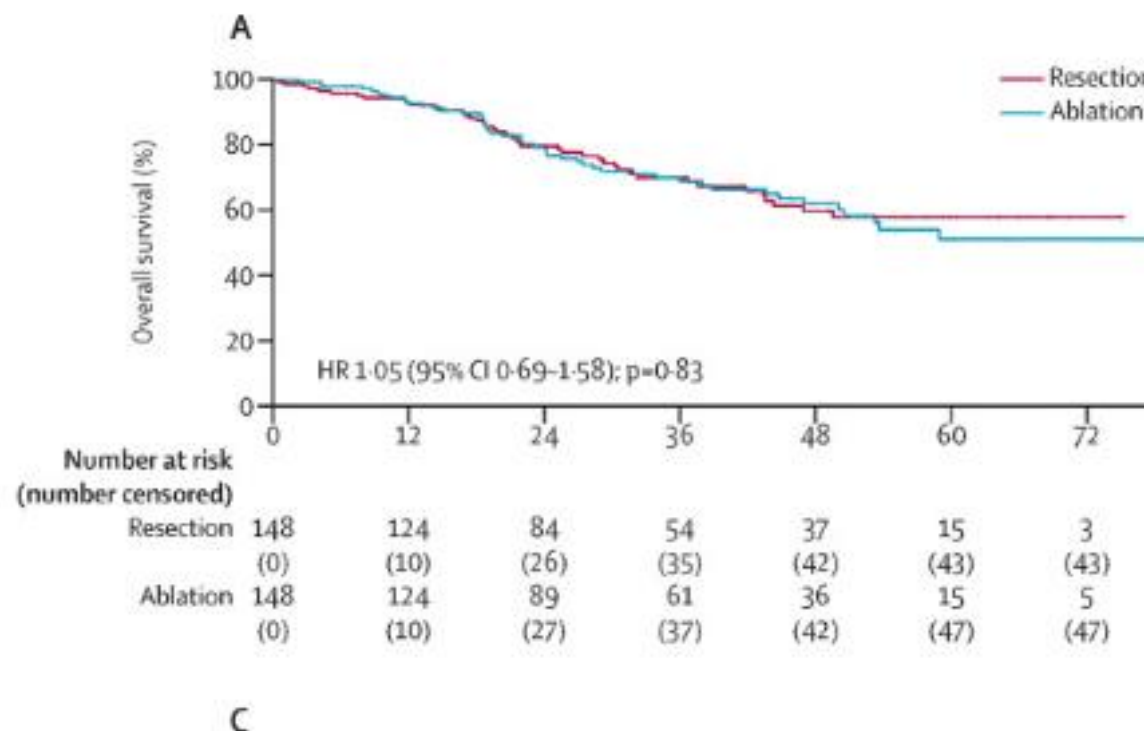 A
Resection
Ablation
Overall survival (%)
100
80
60
40
20
0
HR 1·05 (95% CI 0·69–1·58); p=0·83
0 12 24 36 48 60 72
Number at risk
(number censored)
Resection 148 124 84 54 37 15 3
(0) (10) (26) (35) (42) (43) (43)
Ablation 148 124 89 61 36 15 5
(0) (10) (27) (37) (42) (47) (47)
C